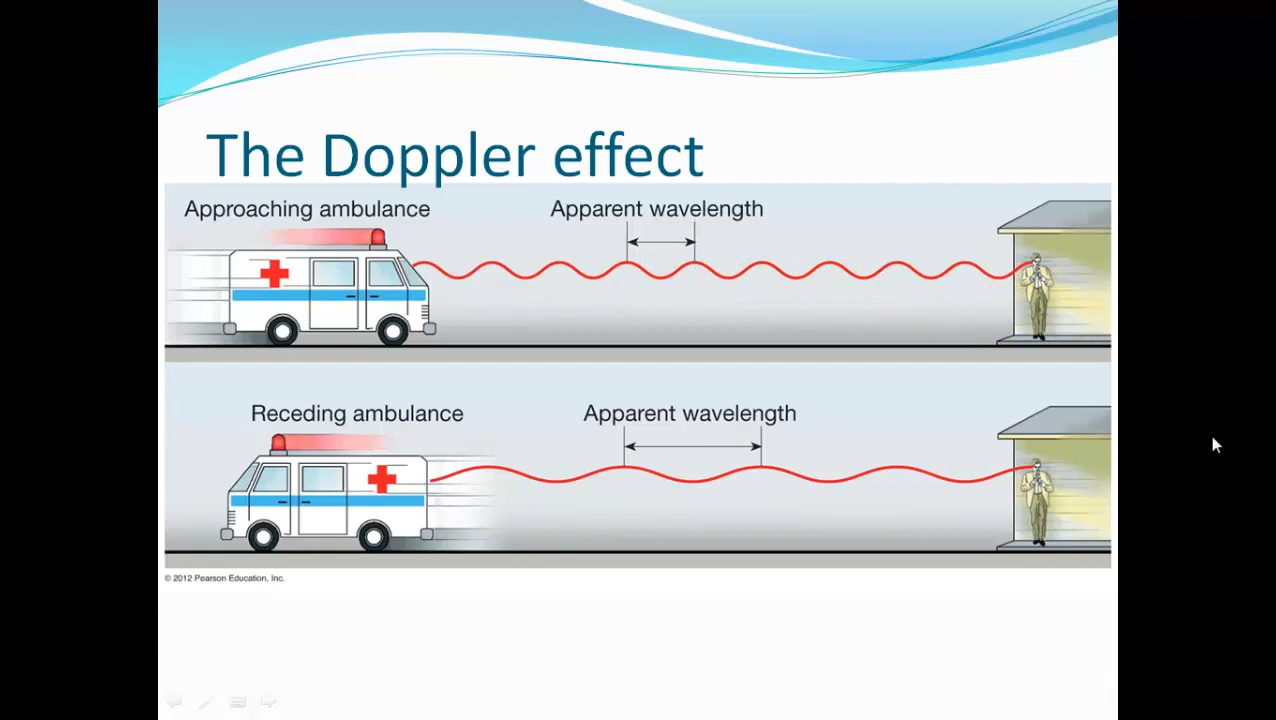 The Doppler effect
Approaching ambulance
Apparent wavelength
Receding ambulance
Apparent wavelength
© 2012 Pearson Education, Inc.